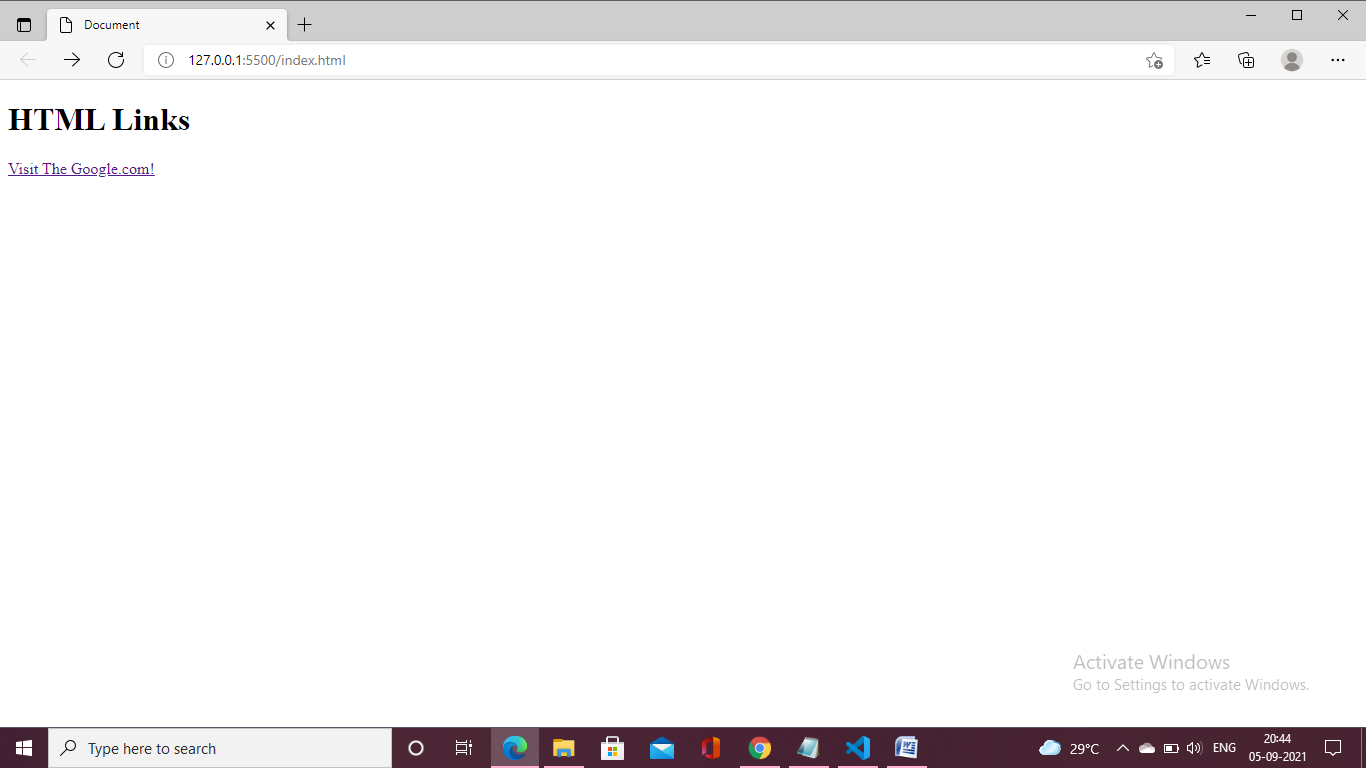 Document
127.0.0.1:5500/index.html
HTML Links
Visit The Google.com!
Activate Windows
Go to Settings to activate Windows.
Type here to search
29°C
ENG
20:44
05-09-2021